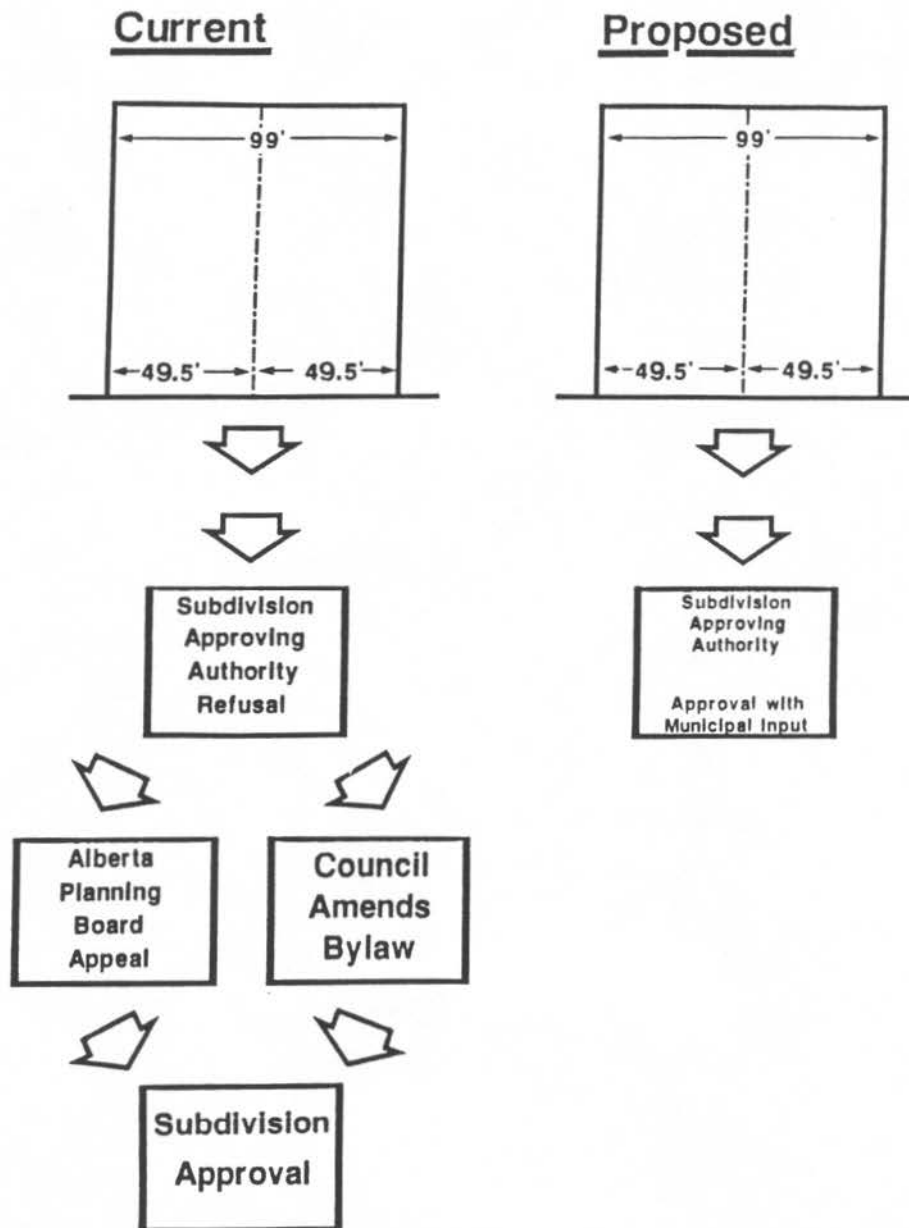 Current
99'
49.5' 49.5'
Subdivision
Approving
Authority
Refusal
Alberta
Planning
Board
Appeal
Council
Amends
Bylaw
Subdivision
Approval
Proposed
99'
49.5' 49.5'
Subdivision
Approving
Authority
Approval with
Municipal Input